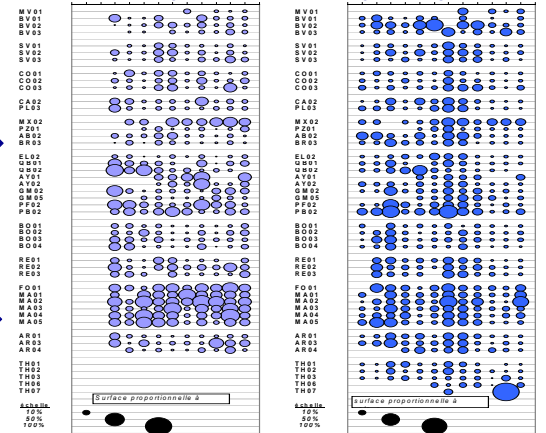 MV01 MV01
BV01 BV01
BV02 BV02
BV03 BV03
SV01 SV01
SV02 SV02
SV03 SV03
CO01 CO01
CO02 CO02
CO03 CO03
CA02 CA02
PL03 PL03
MX02 MX02
PZ01 PZ01
AB02 AB02
BR03 BR03
EL02 EL02
GB01 GB01
GB02 GB02
AY01 AY01
AY02 AY02
GM02 GM02
GM05 GM05
PF02 PF02
PB02 PB02
BO01 BO01
BO02 BO02
BO03 BO03
BO04 BO04
RE01 RE01
RE02 RE02
RE03 RE03
FO01 FO01
MA01 MA01
MA02 MA02
MA03 MA03
MA04 MA04
MA05 MA05
AR01 AR01
AR03 AR03
AR04 AR04
TH01 TH01
TH02 TH02
TH03 TH03
TH06 TH06
TH07 TH07
Surface proportionnelle à Surface proportionnelle à
échelle échelle
10% 10%
50% 50%
100% 100%